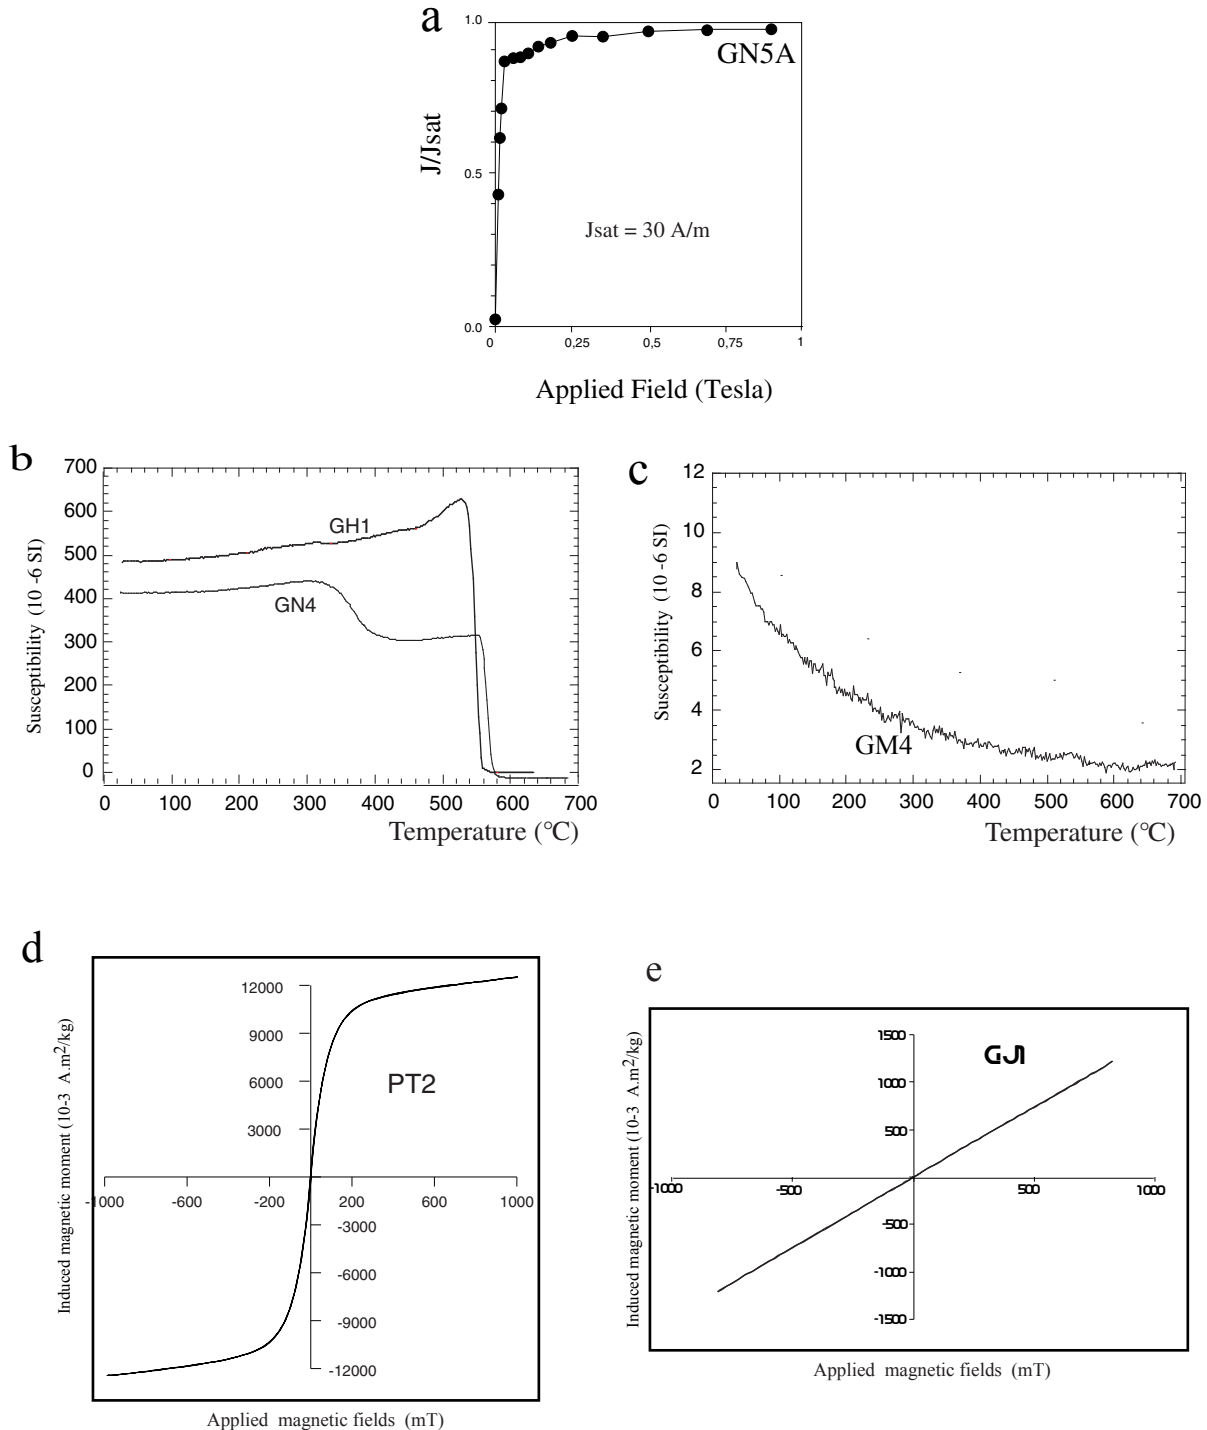 a
1.0
GN5A
J/Jsat
0.5
Jsat = 30 A/m
0.0
0 0,25 0,5 0,75 1
Applied Field (Tesla)
b
700
600
500
400
300
200
100
0
Susceptibility (10 -6 SI)
GH1
GN4
0 100 200 300 400 500 600 700
Temperature (°C)
c
12
10
8
6
4
2
Susceptibility (10 -6 SI)
GM4
0 100 200 300 400 500 600 700
Temperature (°C)
d
12000
9000
6000
3000
PT2
Induced magnetic moment (10-3 A.m2/kg)
-1000 -600 -200 200 600 1000
-3000
-6000
-9000
-12000
Applied magnetic fields (mT)
e
1500
GJ1
1000
500
Induced magnetic moment (10-3 A.m2/kg)
-1000 -500 500 1000
-500
-1000
-1500
Applied magnetic fields (mT)